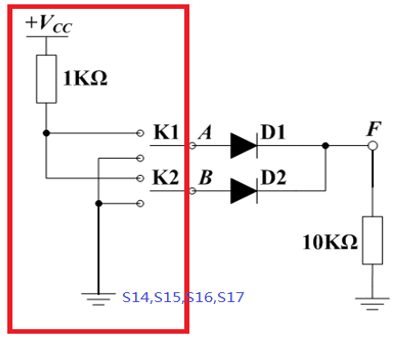 +VCC
1KΩ
K1 A D1 F
K2 B D2
10KΩ
S14,S15,S16,S17